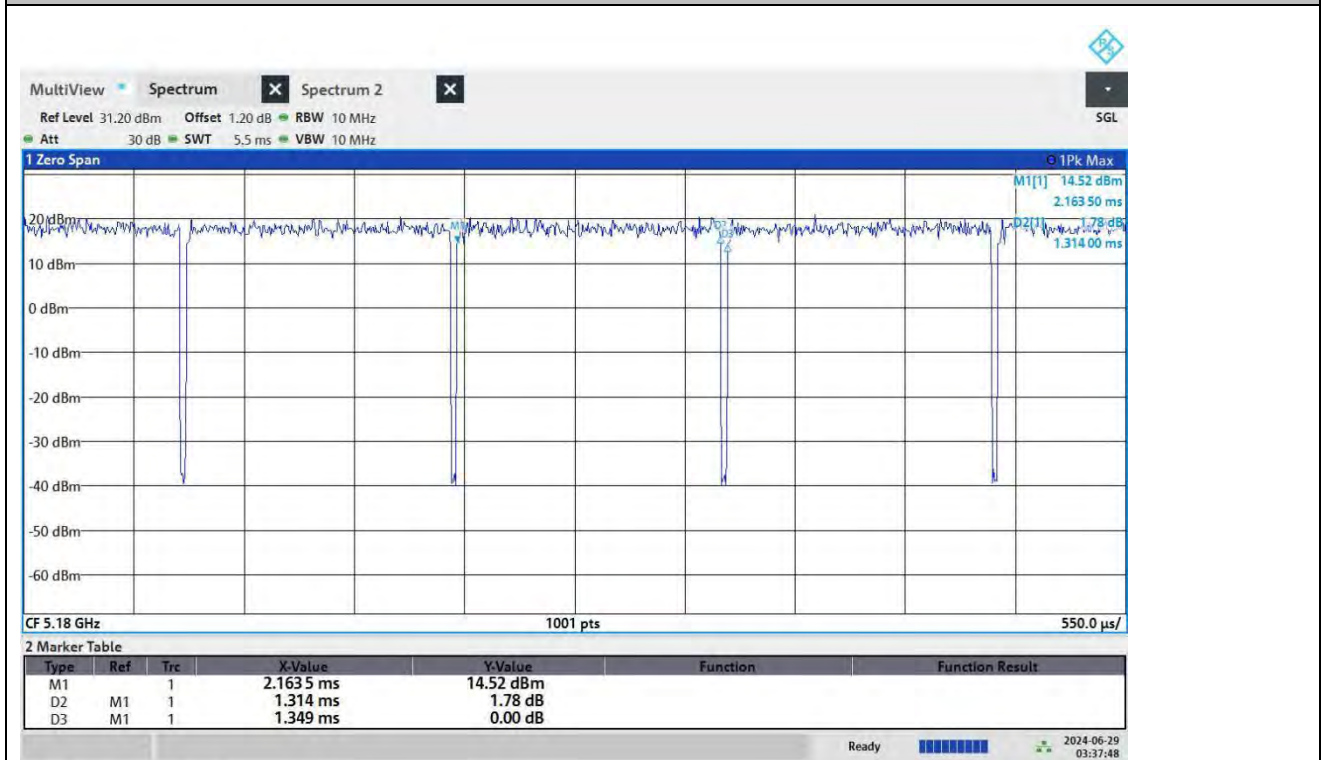 R&S
MultiView Spectrum X Spectrum 2 X
Ref Level 31.20 dBm Offset 1.20 dB RBW 10 MHz SGL
Att 30 dB SWT 5.5 ms VBW 10 MHz
1 Zero Span 1Pk Max
M1[1] 14.52 dBm
2.163 50 ms
20 dBm M1 D2 D3 D2[1] 1.78 dB
1.314 00 ms
10 dBm
0 dBm
-10 dBm
-20 dBm
-30 dBm
-40 dBm
-50 dBm
-60 dBm
CF 5.18 GHz 1001 pts 550.0 µs/
2 Marker Table
Type Ref Trc X-Value Y-Value Function Function Result
M1 1 2.1635 ms 14.52 dBm
D2 M1 1 1.314 ms 1.78 dB
D3 M1 1 1.349 ms 0.00 dB
Ready 2024-06-29
03:37:48